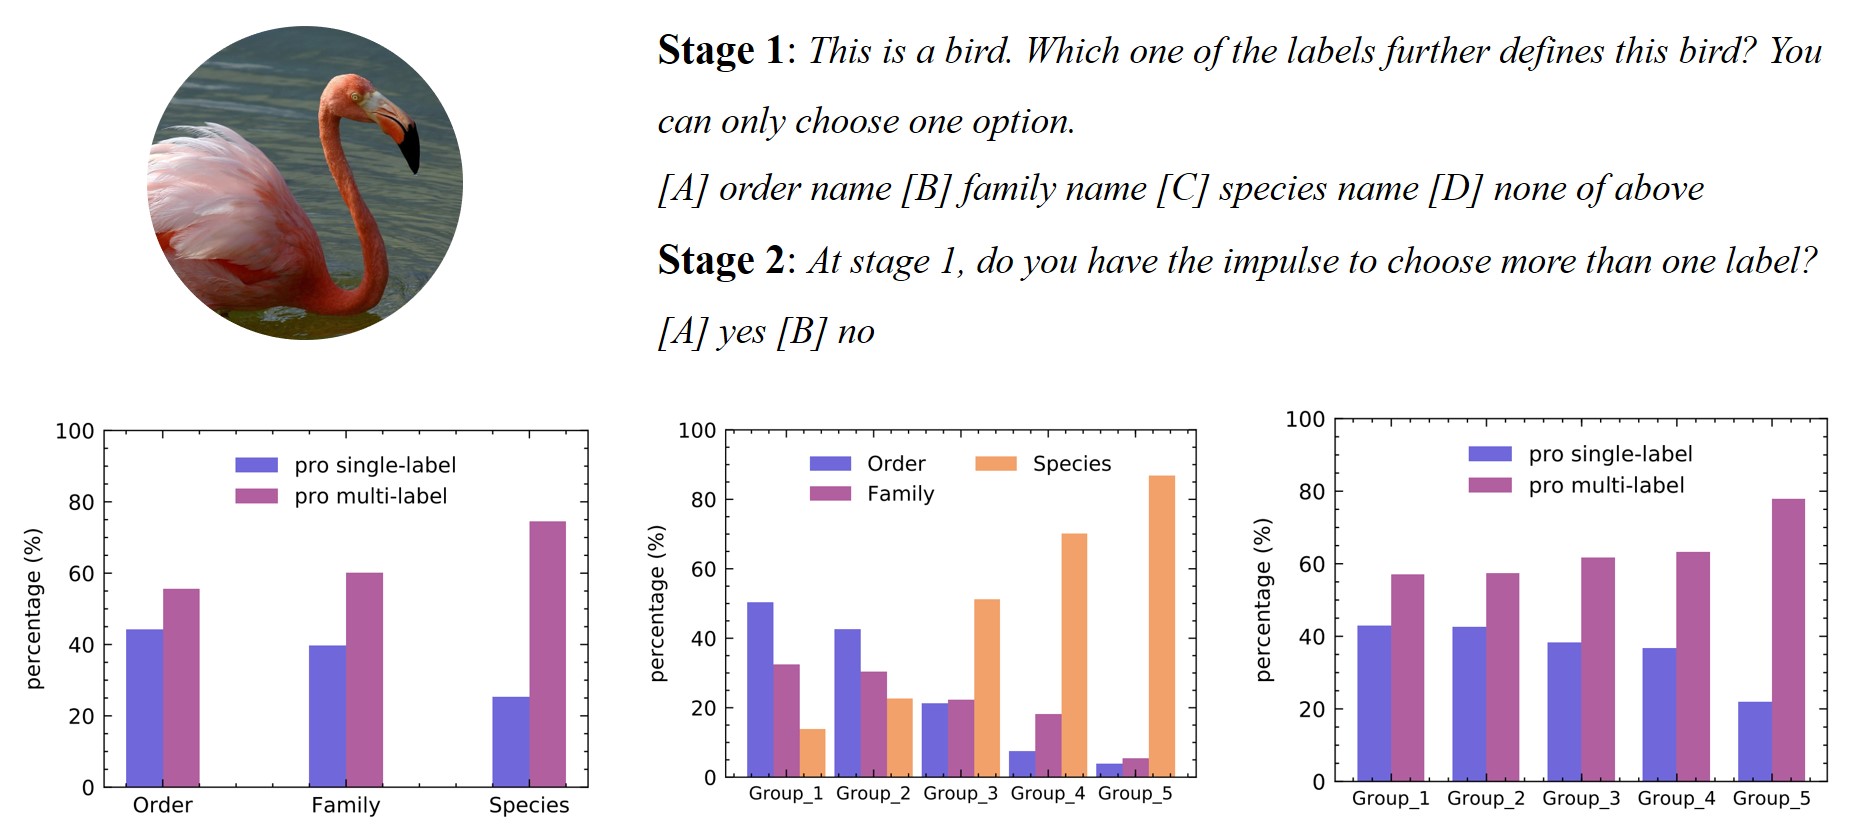 Stage 1: This is a bird. Which one of the labels further defines this bird? You
can only choose one option.
[A] order name [B] family name [C] species name [D] none of above
Stage 2: At stage 1, do you have the impulse to choose more than one label?
[A] yes [B] no
percentage (%)
100
80
60
40
20
0
pro single-label
pro multi-label
Order Family Species
percentage (%)
100
80
60
40
20
0
Order Species
Family
Group_1 Group_2 Group_3 Group_4 Group_5
percentage (%)
100
80
60
40
20
0
pro single-label
pro multi-label
Group_1 Group_2 Group_3 Group_4 Group_5